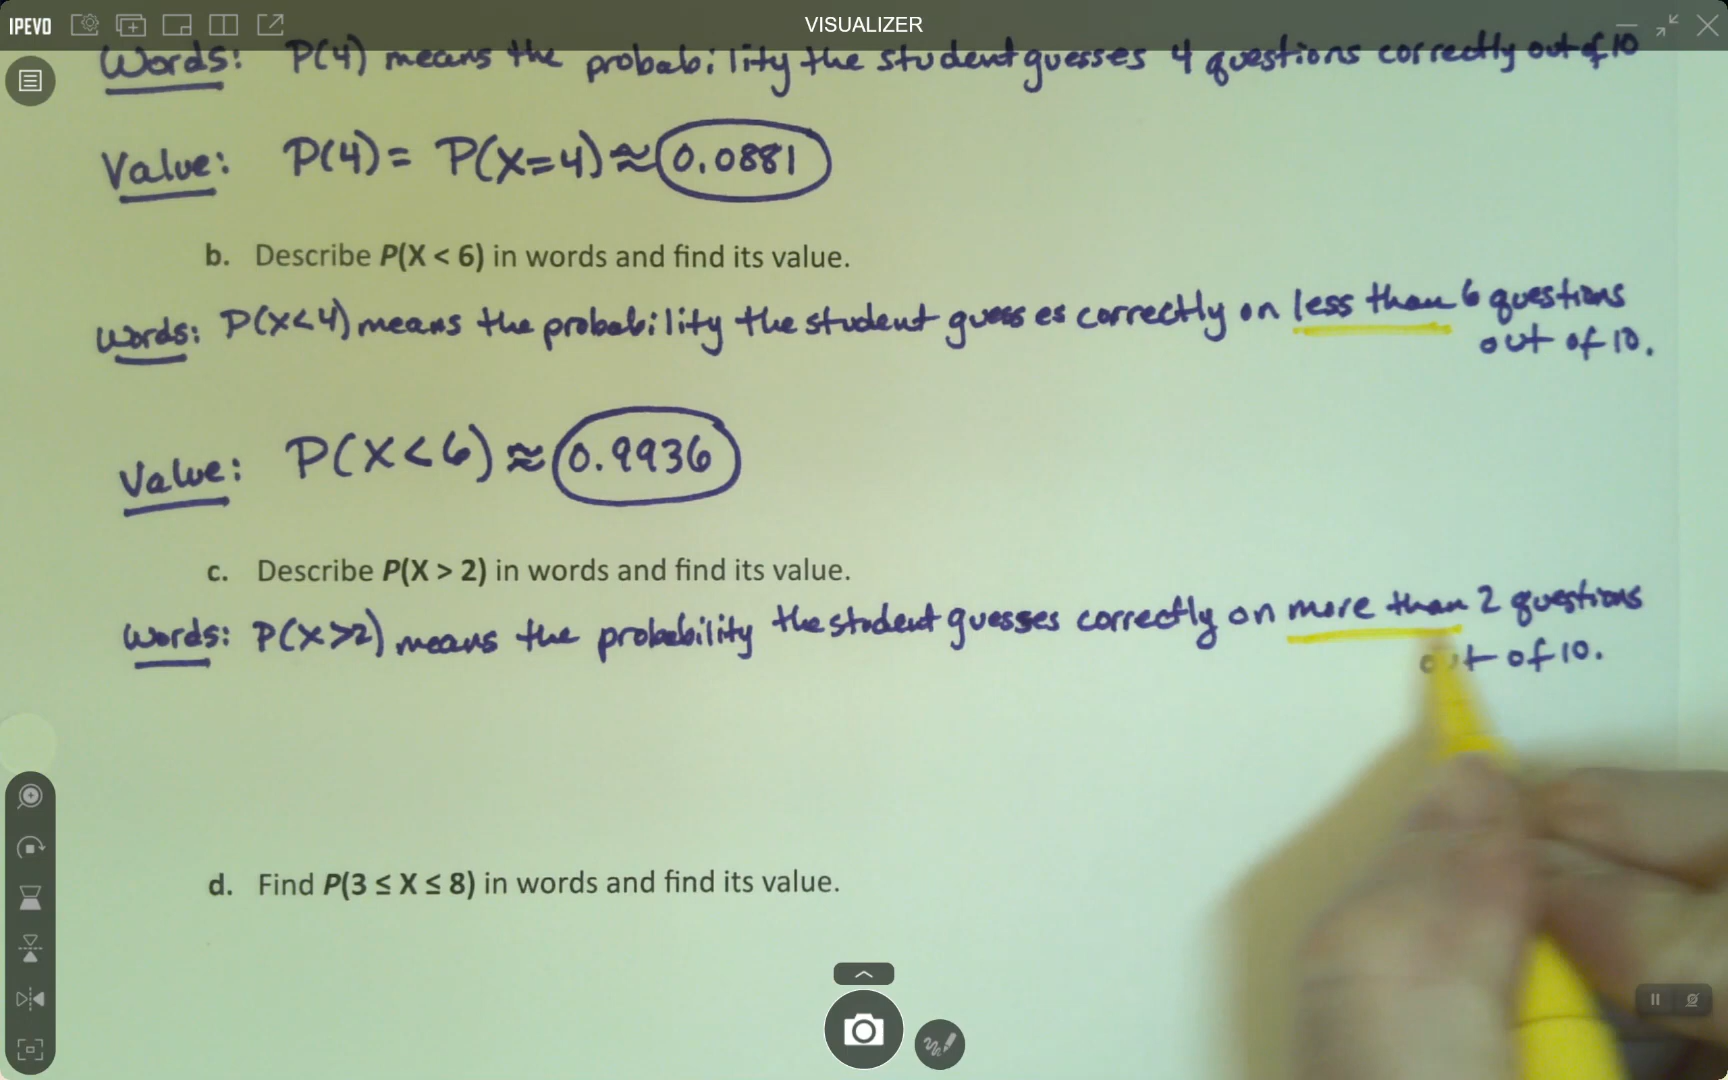 IPEVO
VISUALIZER
Words: P(4) means the probability the student guesses 4 questions correctly out of 10
Value: P(4) = P(X=4) ≈ 0.0881
b. Describe P(X < 6) in words and find its value.
Words: P(X<4) means the probability the student guesses correctly on less than 6 questions
out of 10.
Value: P(X<6) ≈ 0.9936
c. Describe P(X > 2) in words and find its value.
Words: P(X>2) means the probability the student guesses correctly on more than 2 questions
out of 10.
d. Find P(3 ≤ X ≤ 8) in words and find its value.